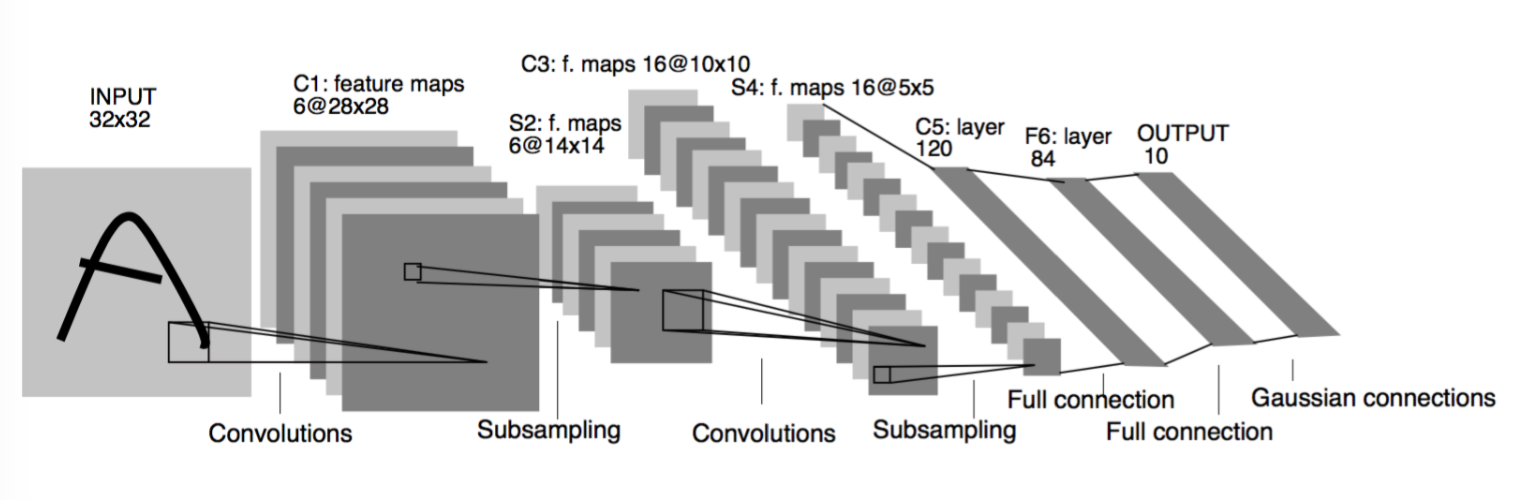 INPUT
32x32
C1: feature maps
6@28x28
S2: f. maps
6@14x14
C3: f. maps 16@10x10
S4: f. maps 16@5x5
C5: layer
120
F6: layer
84
OUTPUT
10
Convolutions
Subsampling
Convolutions
Subsampling
Full connection
Full connection
Gaussian connections